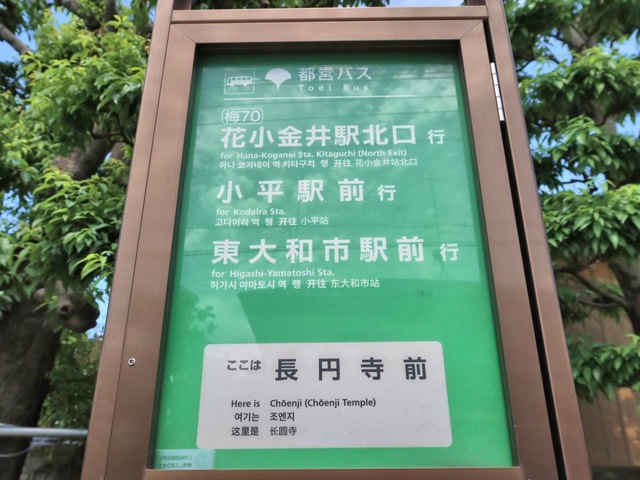 都営バス
Toei Bus
梅70
花小金井駅北口 行
for Hana-Koganei Sta. Kitaguchi (North Exit)
하나 코가네이 역 키타구지 행 开往 花小金井站北口
小平駅前 行
for Kodaira Sta.
고다이라 역 행 开往 小平站
東大和市駅前 行
for Higashi-Yamatoshi Sta.
히가시 야마토시 역 행 开往 东大和市站
ここは 長円寺前
Here is Chōenji (Chōenji Temple)
여기는 조엔지
这里是 长圆寺